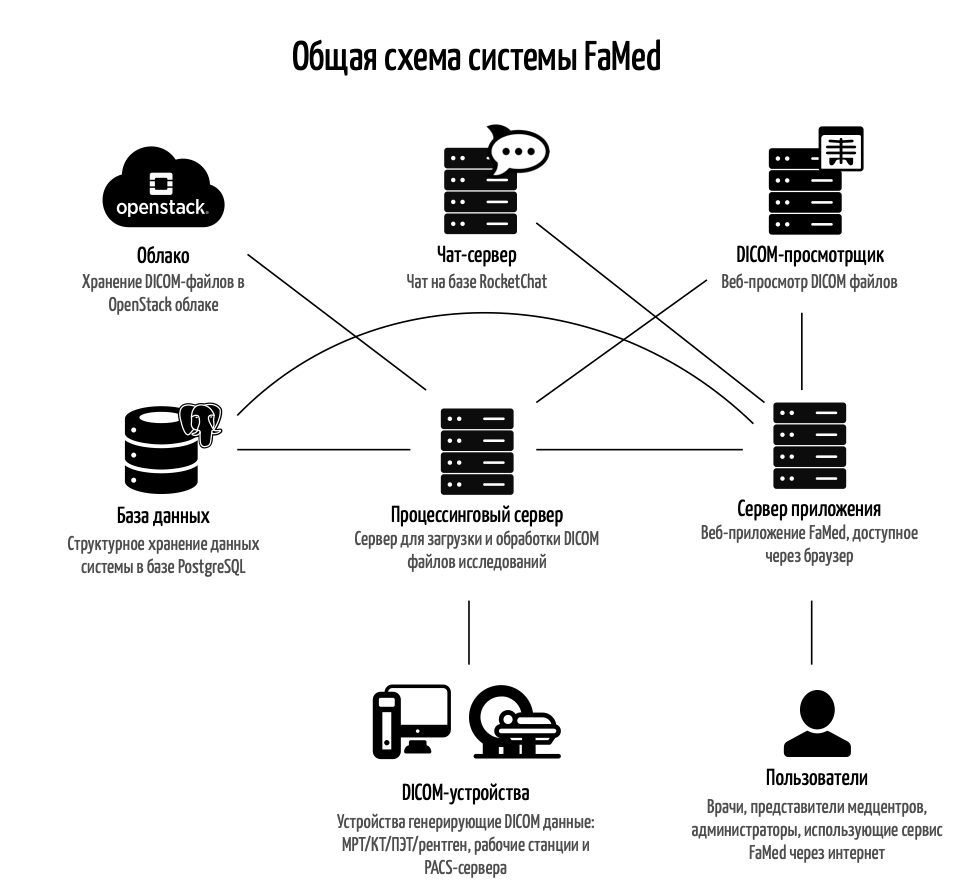 Общая схема системы FaMed
openstack.
Облако
Хранение DICOM-файлов в
OpenStack облаке
Чат-сервер
Чат на базе RocketChat
DICOM-просмотрщик
Веб-просмотр DICOM файлов
База данных
Структурное хранение данных
системы в базе PostgreSQL
Процессинговый сервер
Сервер для загрузки и обработки DICOM
файлов исследований
Сервер приложения
Веб-приложение FaMed, доступное
через браузер
DICOM-устройства
Устройства генерирующие DICOM данные:
МРТ/КТ/ПЭТ/рентген, рабочие станции и
PACS-сервера
Пользователи
Врачи, представители медцентров,
администраторы, использующие сервис
FaMed через интернет